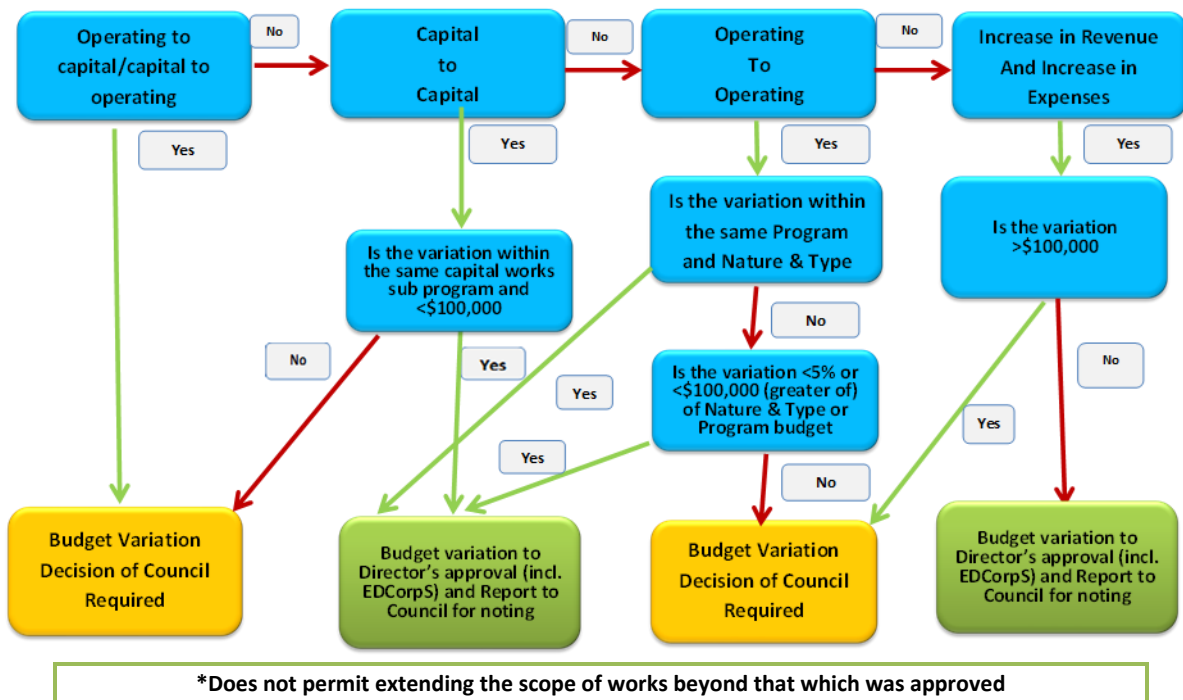 Operating to
capital/capital to
operating
No
Capital
to
Capital
No
Operating
To
Operating
No
Increase in Revenue
And Increase in
Expenses
Yes
Yes
Yes
Yes
Is the variation within
the same capital works
sub program and
<$100,000
Is the variation within
the same Program
and Nature & Type
Is the variation
>$100,000
No
Yes
No
Yes
Is the variation <5% or
<$100,000 (greater of)
of Nature & Type or
Program budget
No
Yes
Yes
No
Budget Variation
Decision of Council
Required
Budget variation to
Director's approval (incl.
EDCorpS) and Report to
Council for noting
Budget Variation
Decision of Council
Required
Budget variation to
Director's approval (incl.
EDCorpS) and Report to
Council for noting
*Does not permit extending the scope of works beyond that which was approved